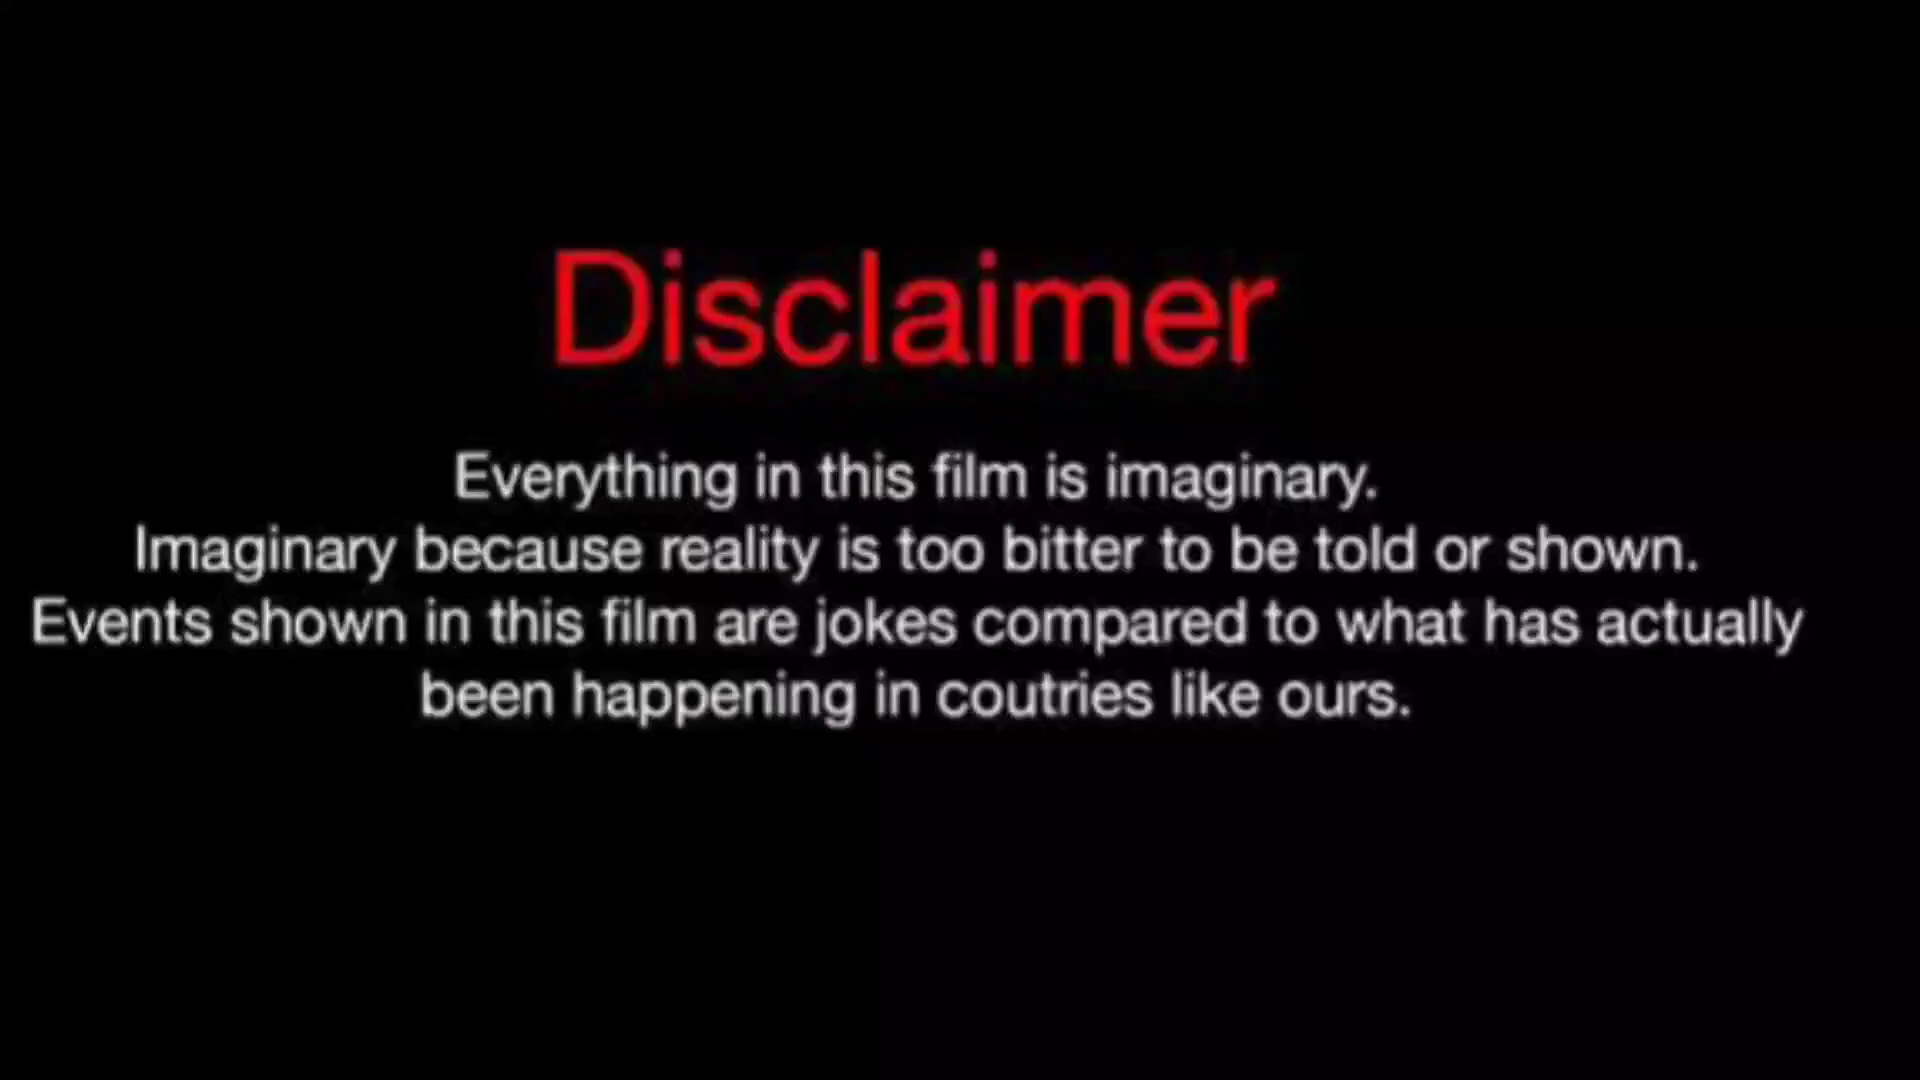 Disclaimer
Everything in this film is imaginary.
Imaginary because reality is too bitter to be told or shown.
Events shown in this film are jokes compared to what has actually
been happening in coutries like ours.